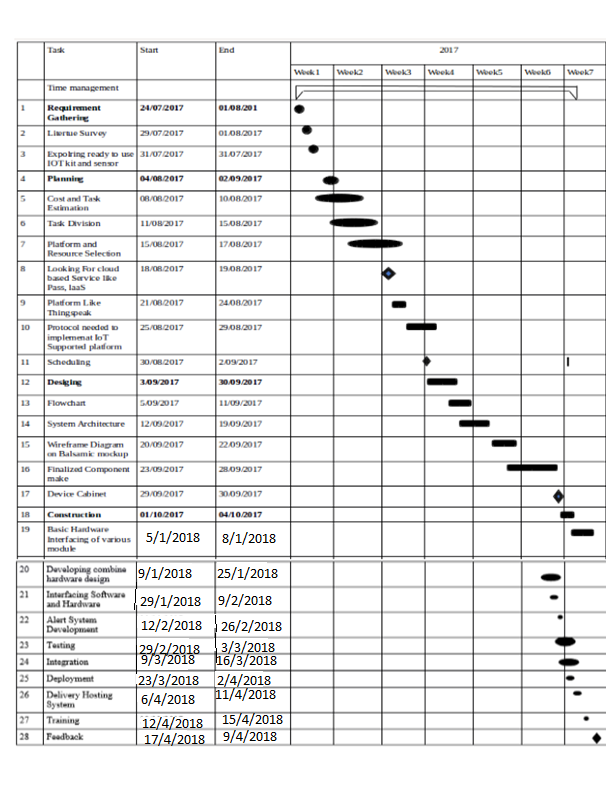 Task Start End 2017
Week1 Week2 Week3 Week4 Week5 Week6 Week7
Time management
1 Requirement Gathering 24/07/2017 01/08/201
2 Literue Survey 29/07/2017 01/08/2017
3 Expolring ready to use IOT kit and sensor 31/07/2017 31/07/2017
4 Planning 04/08/2017 02/09/2017
5 Cost and Task Estimation 08/08/2017 10/08/2017
6 Task Division 11/08/2017 15/08/2017
7 Platform and Resource Selection 15/08/2017 17/08/2017
8 Looking For cloud based Service like Pass, IaaS 18/08/2017 19/08/2017
9 Platform Like Thingspeak 21/08/2017 24/08/2017
10 Protocol needed to implemenat IoT Supported platform 25/08/2017 29/08/2017
11 Scheduling 30/08/2017 2/09/2017
12 Desiging 3/09/2017 30/09/2017
13 Flowchart 5/09/2017 11/09/2017
14 System Architecture 12/09/2017 19/09/2017
15 Wireframe Diagram on Balsamic mockup 20/09/2017 22/09/2017
16 Finalized Component make 23/09/2017 28/09/2017
17 Device Cabinet 29/09/2017 30/09/2017
18 Construction 01/10/2017 04/10/2017
19 Basic Hardware Interfacing of various module 5/1/2018 8/1/2018
20 Developing combine hardware design 9/1/2018 25/1/2018
21 Interfacing Software and Hardware 29/1/2018 9/2/2018
22 Alert System Development 12/2/2018 26/2/2018
23 Testing 29/2/2018 3/3/2018
24 Integration 9/3/2018 16/3/2018
25 Deployment 23/3/2018 2/4/2018
26 Delivery Hosting System 6/4/2018 11/4/2018
27 Training 12/4/2018 15/4/2018
28 Feedback 17/4/2018 9/4/2018